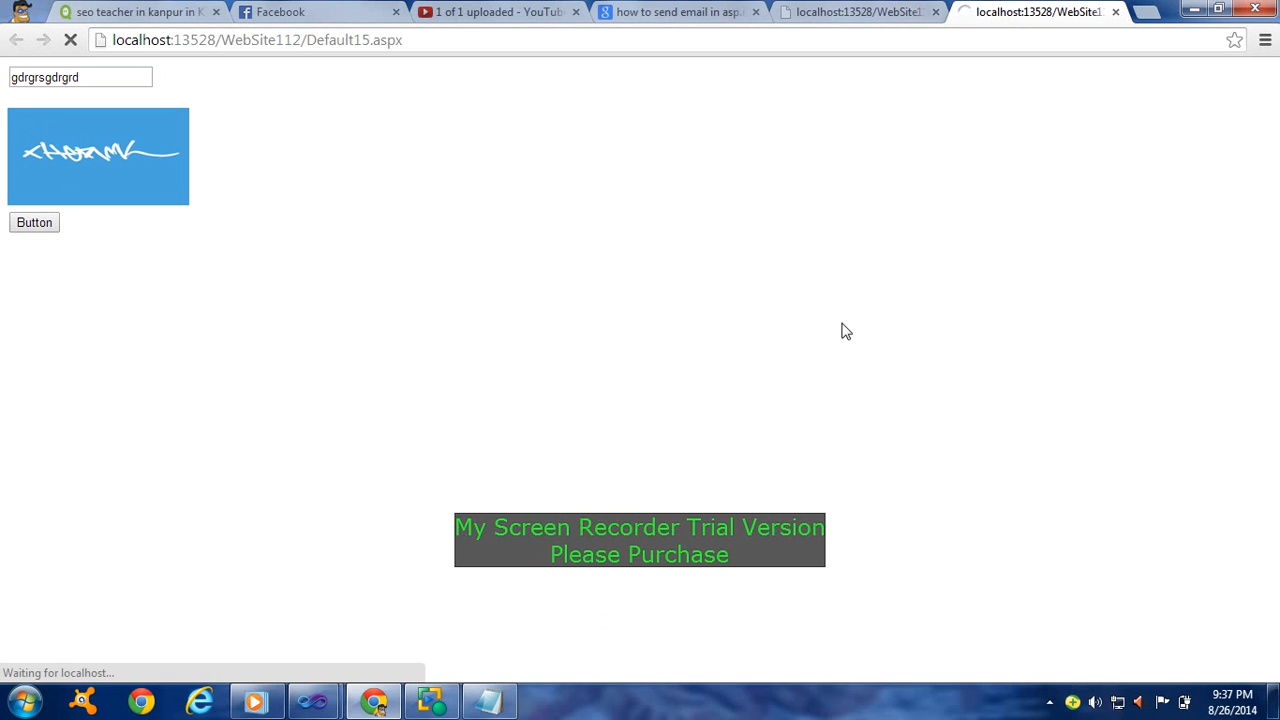 seo teacher in kanpur in K
Facebook
1 of 1 uploaded - YouTub
how to send email in asp.n
localhost:13528/WebSite1
localhost:13528/WebSite1
localhost:13528/WebSite112/Default15.aspx
gdrgrsgdrgrd
Button
My Screen Recorder Trial Version
Please Purchase
Waiting for localhost...
9:37 PM
8/26/2014